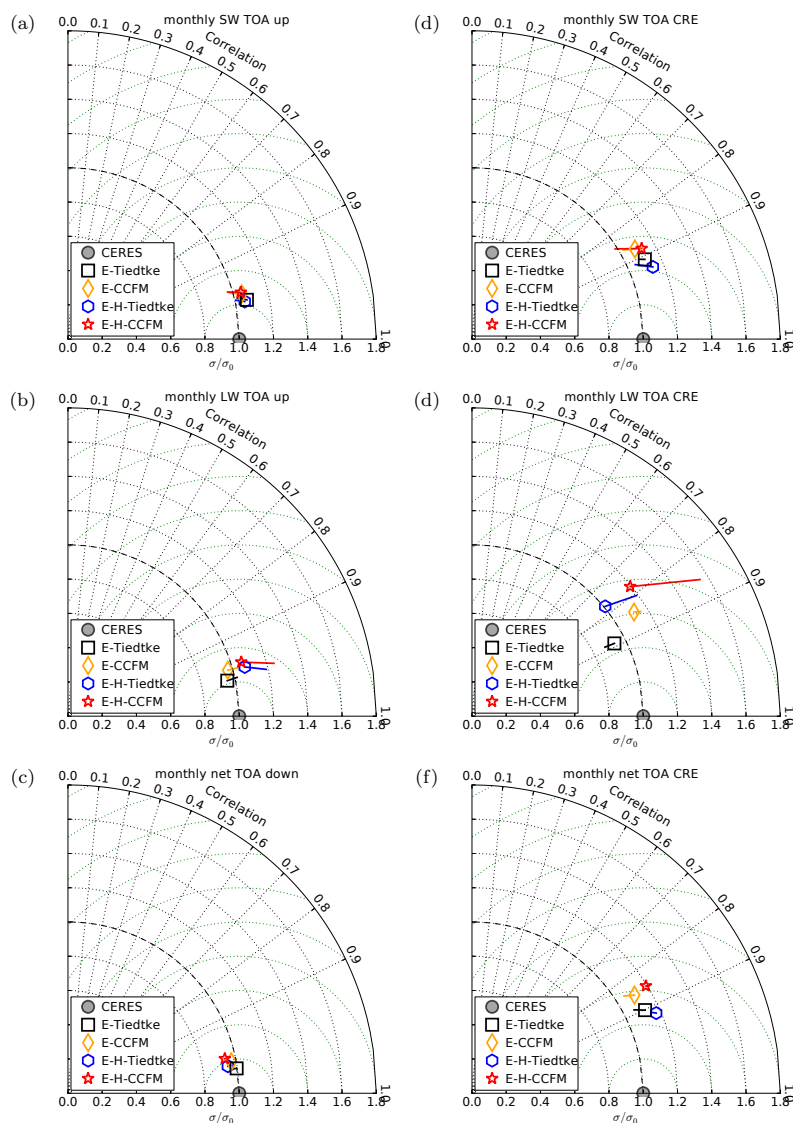 (a)
monthly SW TOA up
0.0 0.1 0.2 0.3 0.4 0.5 0.6 0.7 0.8 0.9 1.0
Correlation
CERES
E-Tiedtke
E-CCFM
E-H-Tiedtke
E-H-CCFM
0.0 0.2 0.4 0.6 0.8 1.0 1.2 1.4 1.6 1.8
σ/σ₀
(d)
monthly SW TOA CRE
0.0 0.1 0.2 0.3 0.4 0.5 0.6 0.7 0.8 0.9 1.0
Correlation
CERES
E-Tiedtke
E-CCFM
E-H-Tiedtke
E-H-CCFM
0.0 0.2 0.4 0.6 0.8 1.0 1.2 1.4 1.6 1.8
σ/σ₀
(b)
monthly LW TOA up
0.0 0.1 0.2 0.3 0.4 0.5 0.6 0.7 0.8 0.9 1.0
Correlation
CERES
E-Tiedtke
E-CCFM
E-H-Tiedtke
E-H-CCFM
0.0 0.2 0.4 0.6 0.8 1.0 1.2 1.4 1.6 1.8
σ/σ₀
(d)
monthly LW TOA CRE
0.0 0.1 0.2 0.3 0.4 0.5 0.6 0.7 0.8 0.9 1.0
Correlation
CERES
E-Tiedtke
E-CCFM
E-H-Tiedtke
E-H-CCFM
0.0 0.2 0.4 0.6 0.8 1.0 1.2 1.4 1.6 1.8
σ/σ₀
(c)
monthly net TOA down
0.0 0.1 0.2 0.3 0.4 0.5 0.6 0.7 0.8 0.9 1.0
Correlation
CERES
E-Tiedtke
E-CCFM
E-H-Tiedtke
E-H-CCFM
0.0 0.2 0.4 0.6 0.8 1.0 1.2 1.4 1.6 1.8
σ/σ₀
(f)
monthly net TOA CRE
0.0 0.1 0.2 0.3 0.4 0.5 0.6 0.7 0.8 0.9 1.0
Correlation
CERES
E-Tiedtke
E-CCFM
E-H-Tiedtke
E-H-CCFM
0.0 0.2 0.4 0.6 0.8 1.0 1.2 1.4 1.6 1.8
σ/σ₀